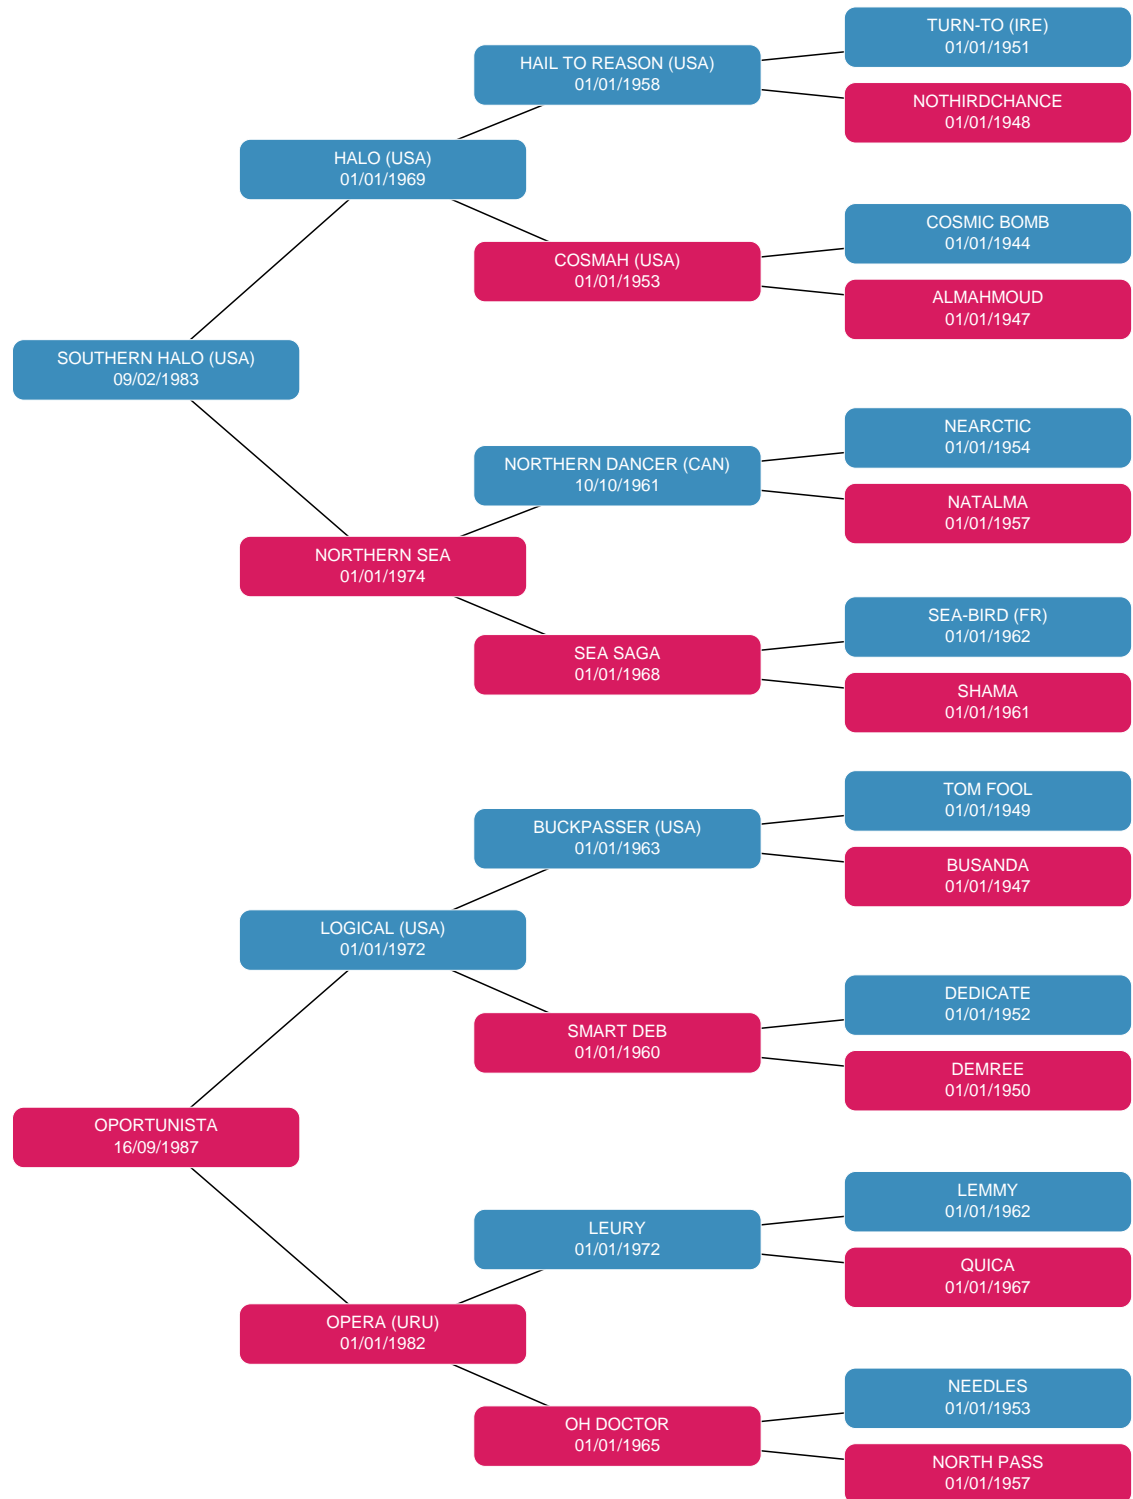 TURN-TO (IRE)
01/01/1951
HAIL TO REASON (USA)
01/01/1958
NOTHIRDCHANCE
01/01/1948
HALO (USA)
01/01/1969
COSMIC BOMB
01/01/1944
COSMAH (USA)
01/01/1953
ALMAHMOUD
01/01/1947
SOUTHERN HALO (USA)
09/02/1983
NEARCTIC
01/01/1954
NORTHERN DANCER (CAN)
10/10/1961
NATALMA
01/01/1957
NORTHERN SEA
01/01/1974
SEA-BIRD (FR)
01/01/1962
SEA SAGA
01/01/1968
SHAMA
01/01/1961
TOM FOOL
01/01/1949
BUCKPASSER (USA)
01/01/1963
BUSANDA
01/01/1947
LOGICAL (USA)
01/01/1972
DEDICATE
01/01/1952
SMART DEB
01/01/1960
DEMREE
01/01/1950
OPORTUNISTA
16/09/1987
LEMMY
01/01/1962
LEURY
01/01/1972
QUICA
01/01/1967
OPERA (URU)
01/01/1982
NEEDLES
01/01/1953
OH DOCTOR
01/01/1965
NORTH PASS
01/01/1957